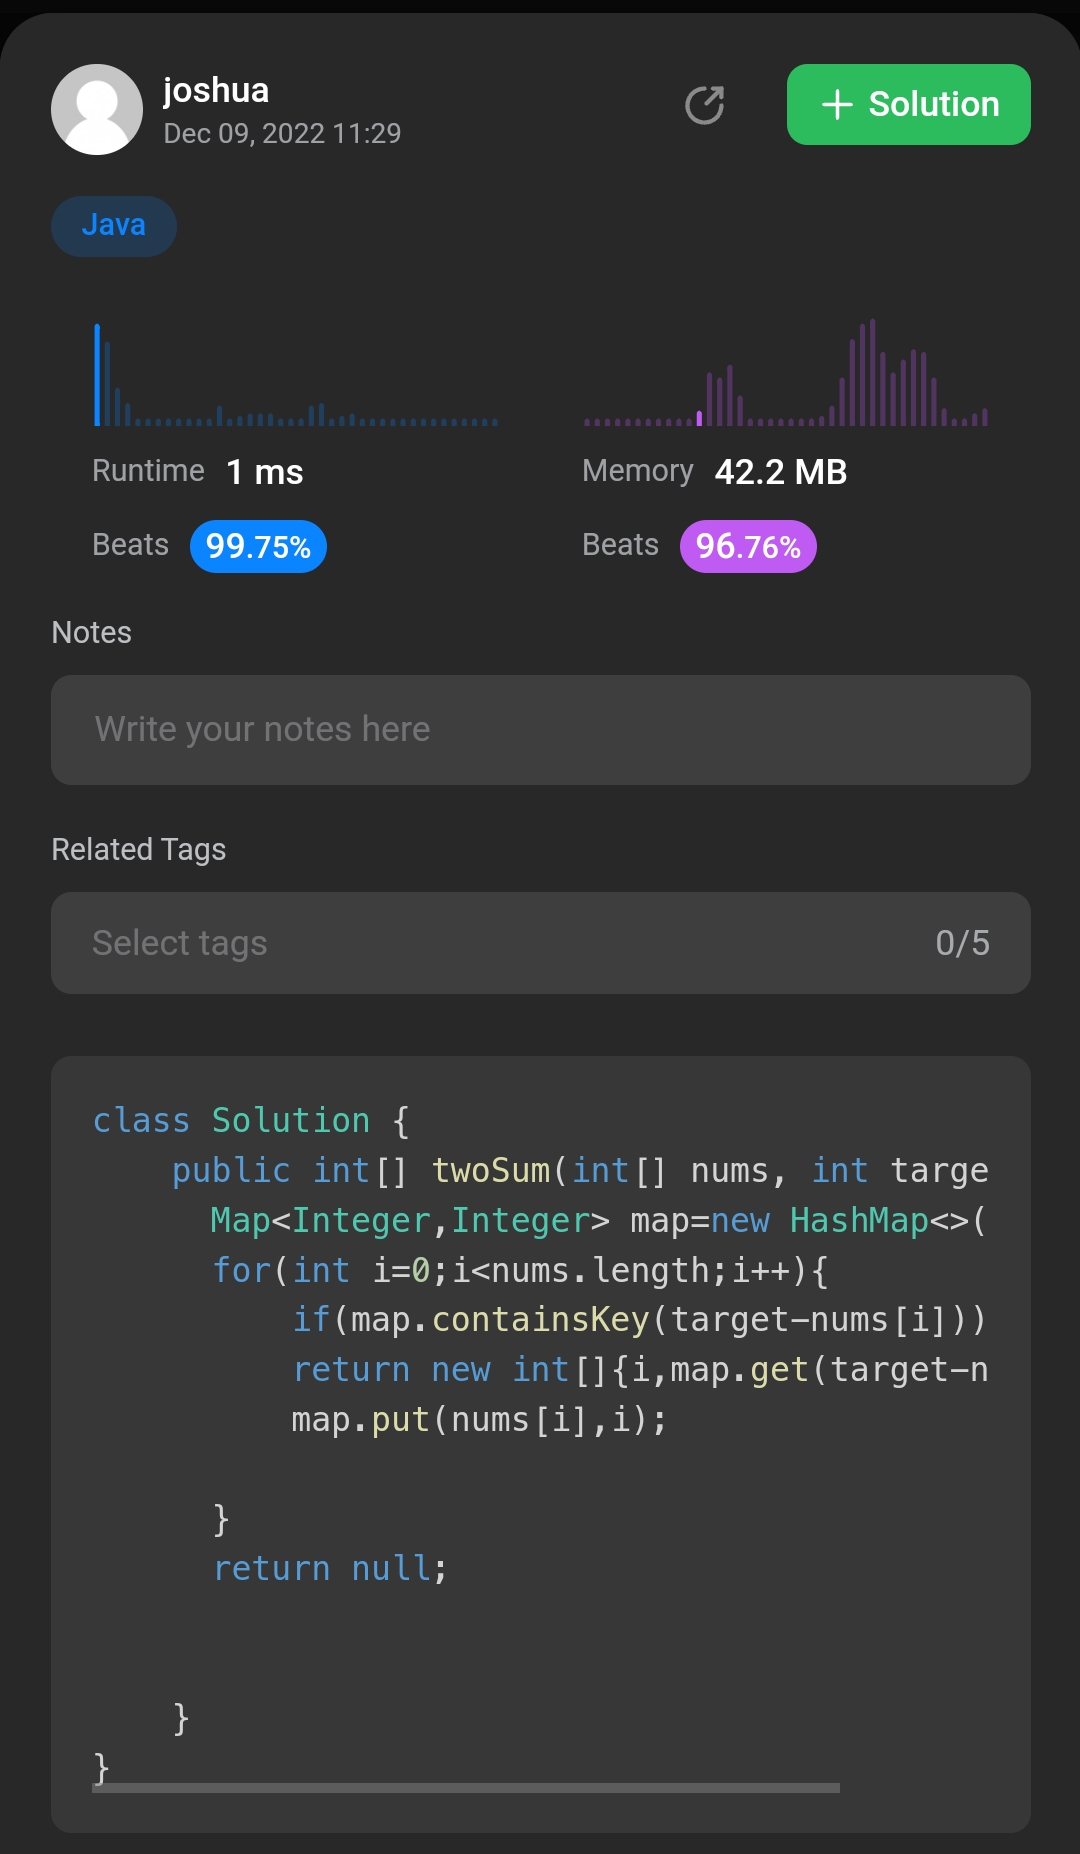 joshua
Dec 09, 2022 11:29
+ Solution
Java
Runtime 1 ms
Memory 42.2 MB
Beats 99.75%
Beats 96.76%
Notes
Write your notes here
Related Tags
Select tags 0/5
class Solution {
    public int[] twoSum(int[] nums, int targe
      Map<Integer,Integer> map=new HashMap<>(
      for(int i=0;i<nums.length;i++){
          if(map.containsKey(target-nums[i]))
          return new int[]{i,map.get(target-n
          map.put(nums[i],i);
      }
      return null;
    }
}